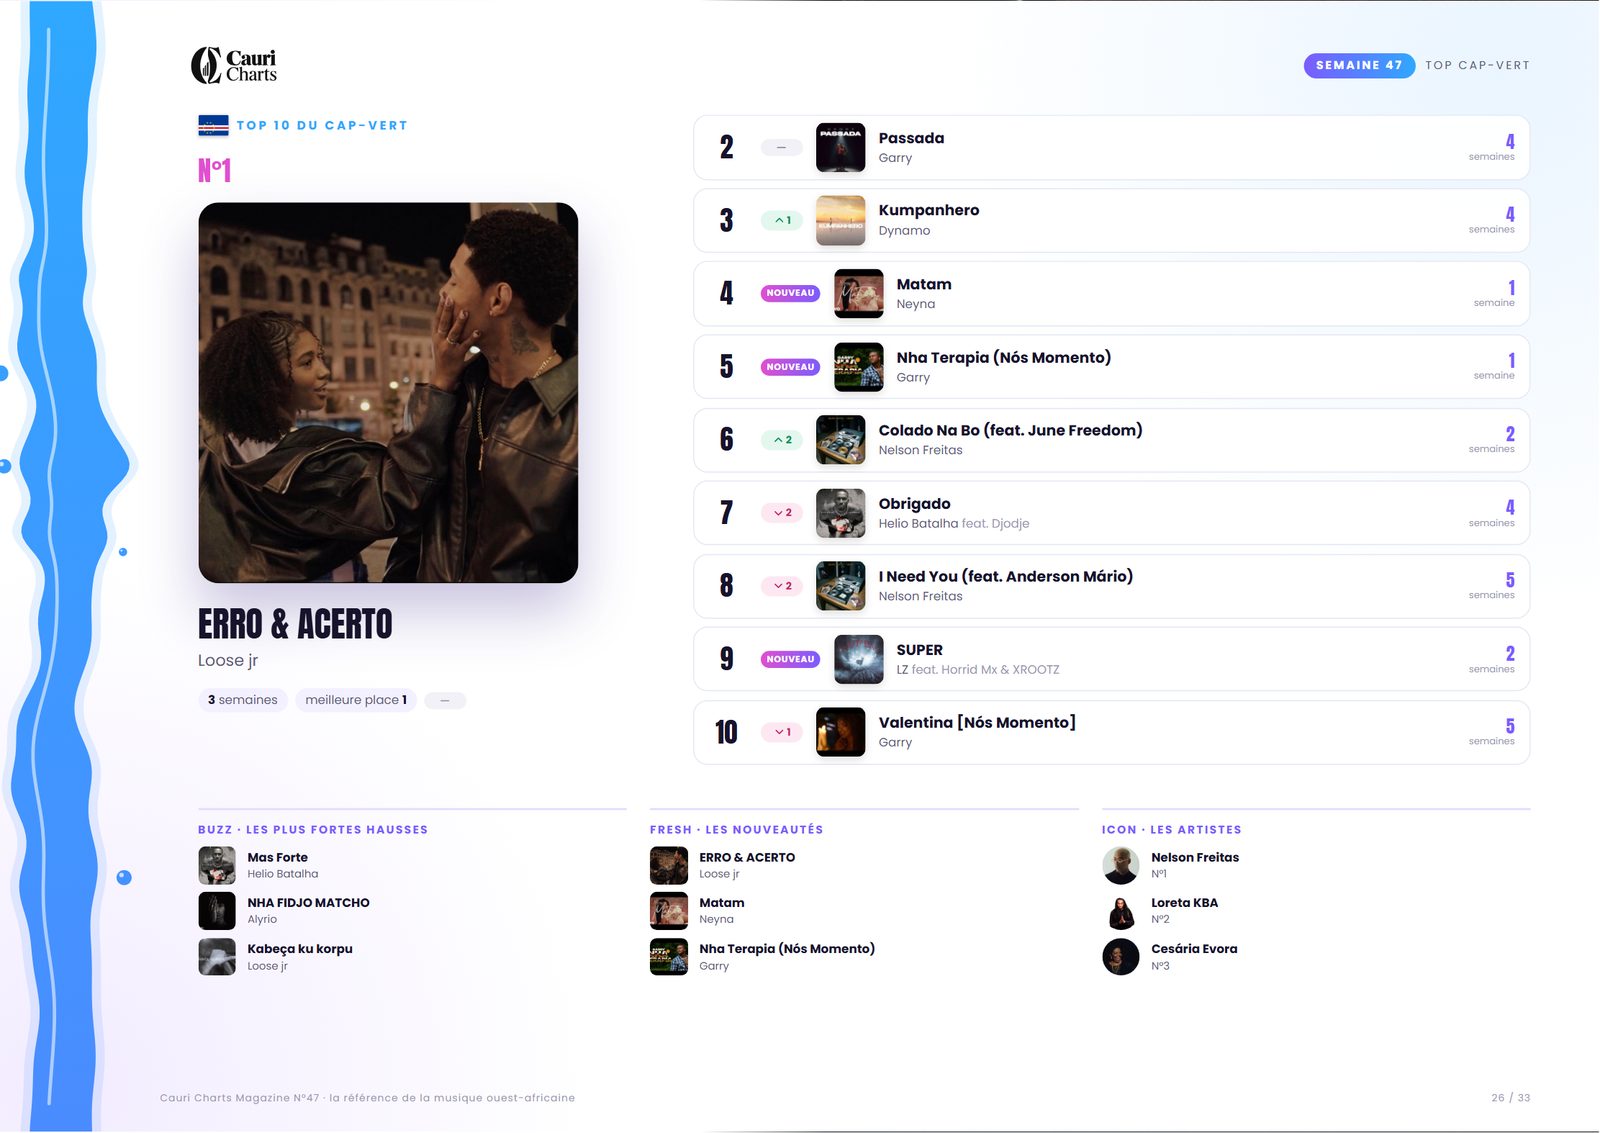 Cauri
Charts
SEMAINE 47
TOP CAP-VERT
TOP 10 DU CAP-VERT
N°1
ERRO & ACERTO
Loose jr
3 semaines
meilleure place 1
—
2
—
PASSADA
Passada
Garry
4
semaines
3
1
KUMPANHERO
Kumpanhero
Dynamo
4
semaines
4
NOUVEAU
Matam
Neyna
1
semaine
5
NOUVEAU
Nha Terapia (Nós Momento)
Garry
1
semaine
6
2
Colado Na Bo (feat. June Freedom)
Nelson Freitas
2
semaines
7
2
Obrigado
Helio Batalha feat. Djodje
4
semaines
8
2
I Need You (feat. Anderson Mário)
Nelson Freitas
5
semaines
9
NOUVEAU
SUPER
LZ feat. Horrid Mx & XROOTZ
2
semaines
10
1
Valentina [Nós Momento]
Garry
5
semaines
BUZZ · LES PLUS FORTES HAUSSES
Mas Forte
Helio Batalha
NHA FIDJO MATCHO
Alyrio
Kabeça ku korpu
Loose jr
FRESH · LES NOUVEAUTÉS
ERRO & ACERTO
Loose jr
Matam
Neyna
Nha Terapia (Nós Momento)
Garry
ICON · LES ARTISTES
Nelson Freitas
N°1
Loreta KBA
N°2
Cesária Evora
N°3
Cauri Charts Magazine N°47 · la référence de la musique ouest-africaine
26 / 33